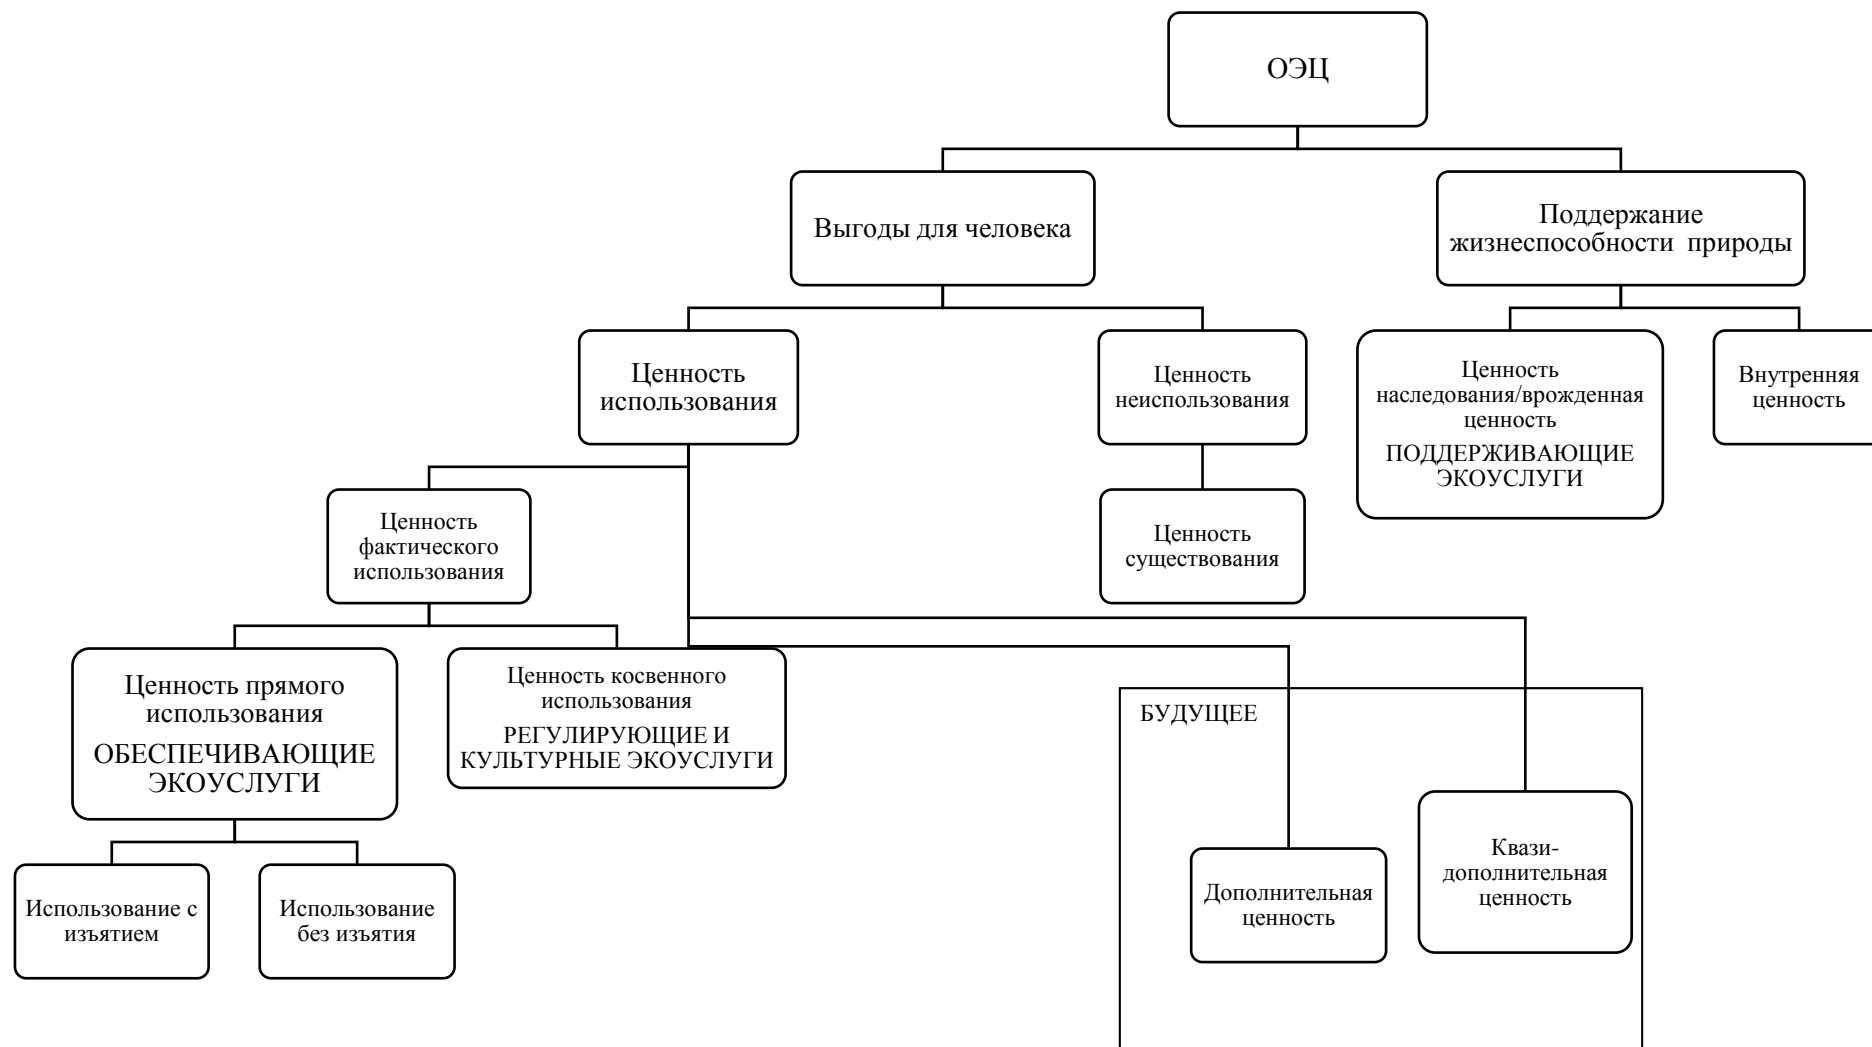 ОЭЦ
Выгоды для человека
Поддержание
жизнеспособности природы
Ценность
использования
Ценность
неиспользования
Ценность
наследования/врожденная
ценность
ПОДДЕРЖИВАЮЩИЕ
ЭКОУСЛУГИ
Внутренняя
ценность
Ценность
фактического
использования
Ценность
существования
Ценность прямого
использования
ОБЕСПЕЧИВАЮЩИЕ
ЭКОУСЛУГИ
Ценность косвенного
использования
РЕГУЛИРУЮЩИЕ И
КУЛЬТУРНЫЕ ЭКОУСЛУГИ
БУДУЩЕЕ
Использование с
изъятием
Использование
без изъятия
Дополнительная
ценность
Квази-
дополнительная
ценность